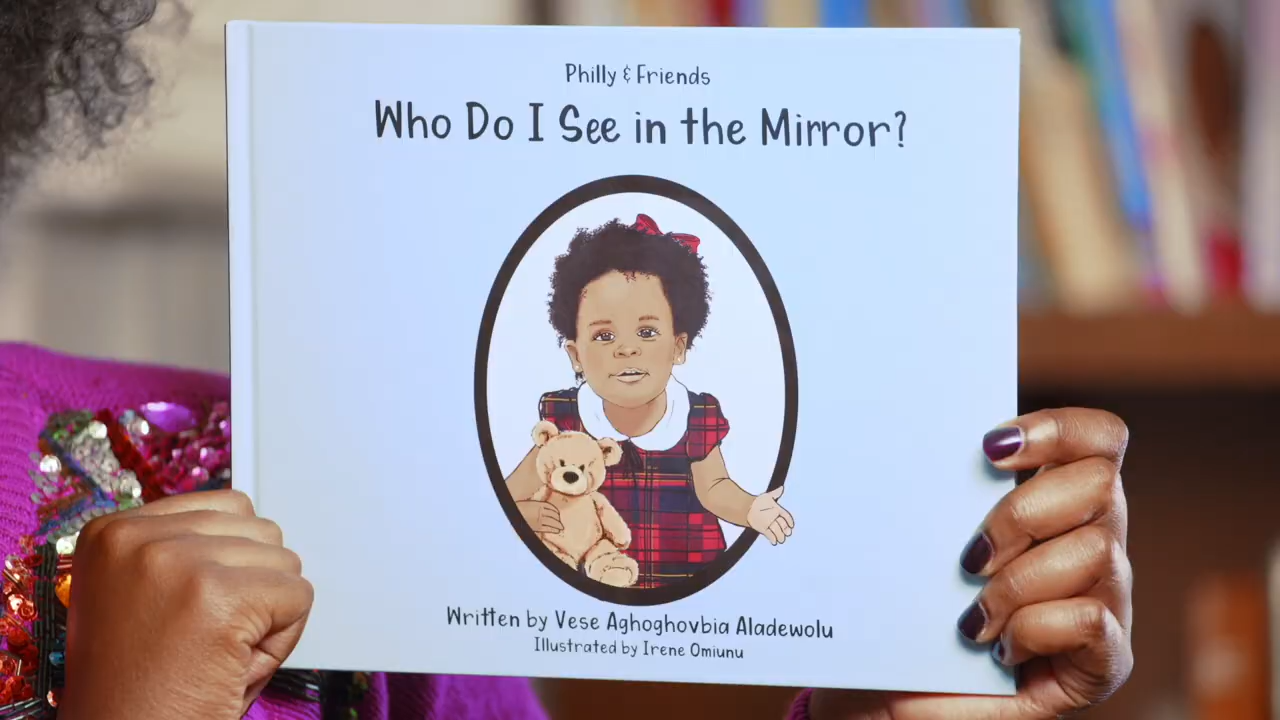 Philly & Friends
Who Do I See in the Mirror?
Written by Vese Aghoghovbia Aladewolu
Illustrated by Irene Omiunu